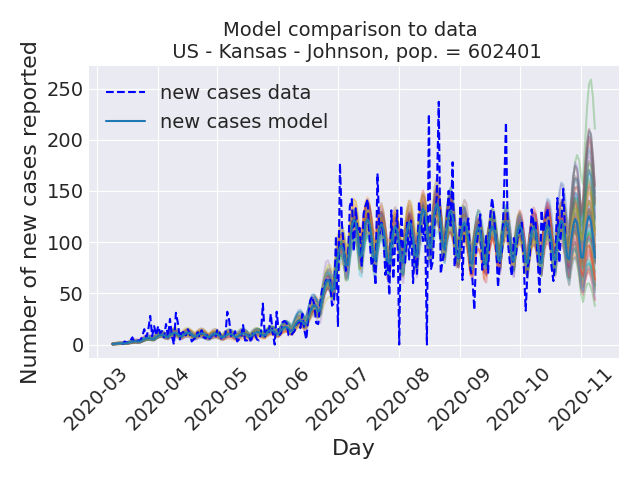 Model comparison to data
US - Kansas - Johnson, pop. = 602401
new cases data
new cases model
Number of new cases reported
250
200
150
100
50
0
2020-03
2020-04
2020-05
2020-06
2020-07
2020-08
2020-09
2020-10
2020-11
Day